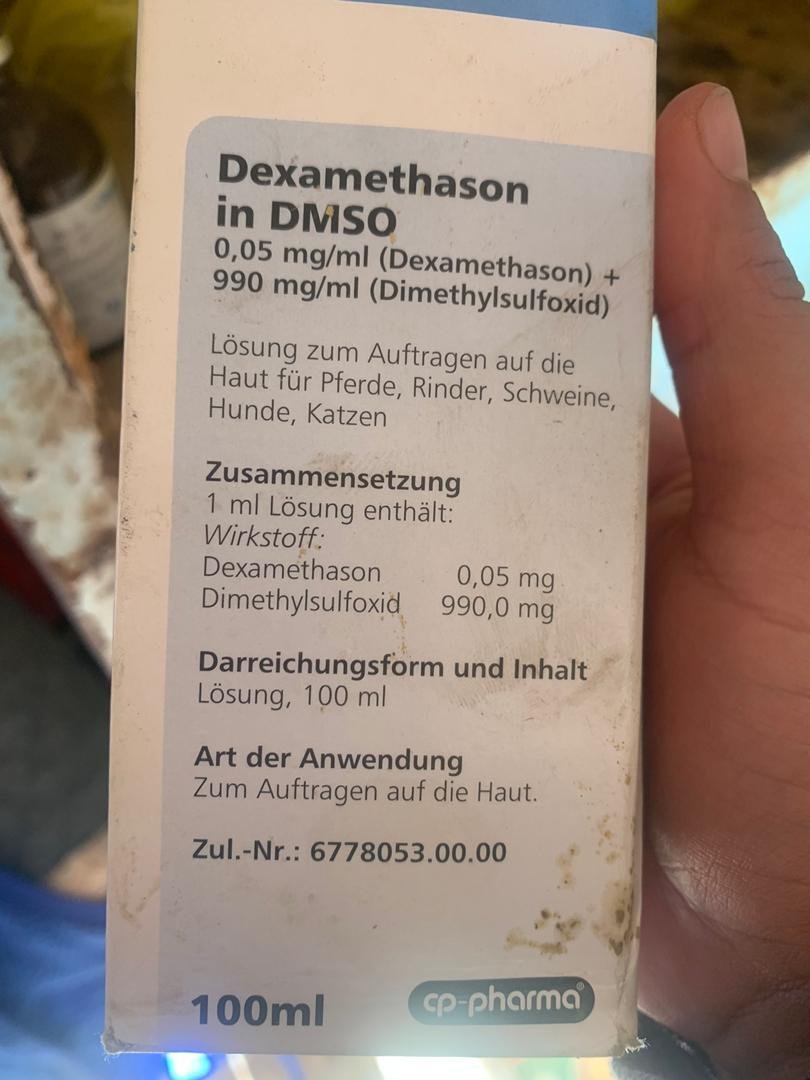 Dexamethason
in DMSO
0,05 mg/ml (Dexamethason) +
990 mg/ml (Dimethylsulfoxid)
Lösung zum Auftragen auf die
Haut für Pferde, Rinder, Schweine,
Hunde, Katzen
Zusammensetzung
1 ml Lösung enthält:
Wirkstoff:
Dexamethason 0,05 mg
Dimethylsulfoxid 990,0 mg
Darreichungsform und Inhalt
Lösung, 100 ml
Art der Anwendung
Zum Auftragen auf die Haut.
Zul.-Nr.: 6778053.00.00
100ml
cp-pharma®